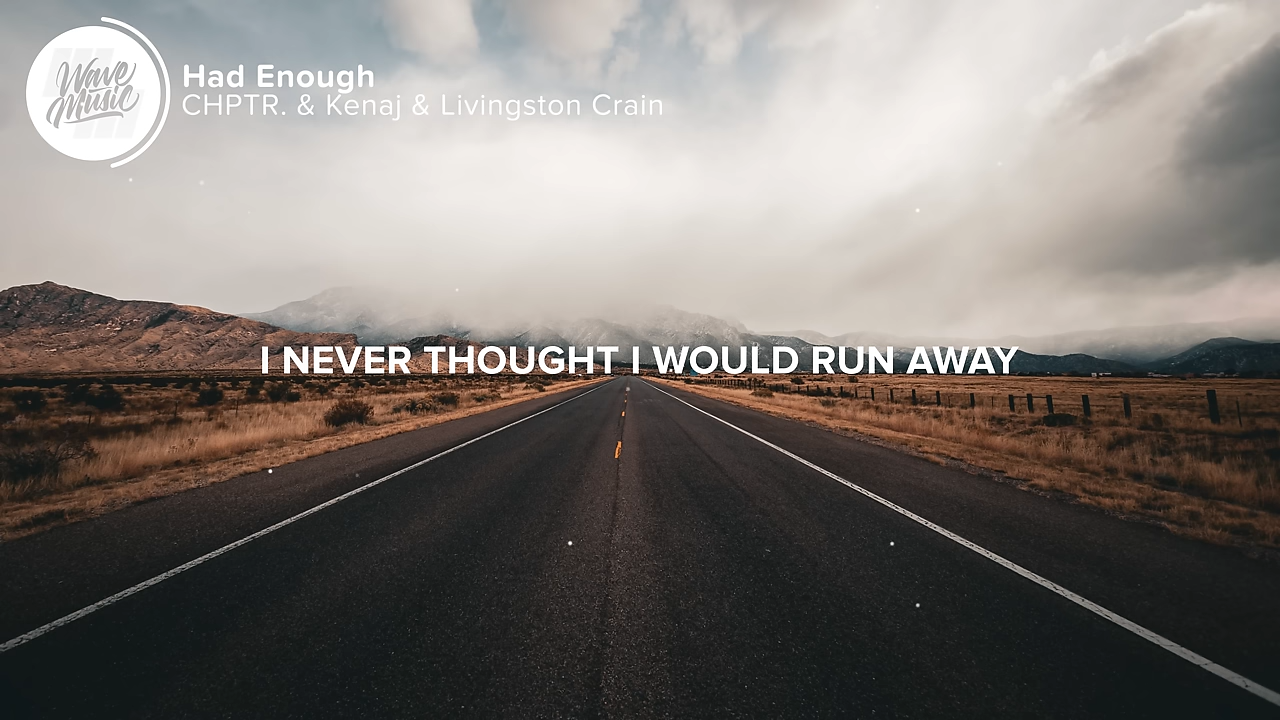 Wave
Music
Had Enough
CHPTR. & Kenaj & Livingston Crain
I NEVER THOUGHT I WOULD RUN AWAY